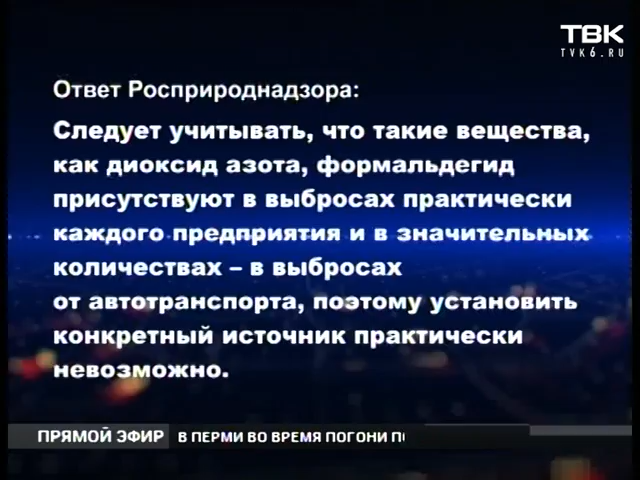 ТВК
TVK6.RU
Ответ Росприроднадзора:
Следует учитывать, что такие вещества,
как диоксид азота, формальдегид
присутствуют в выбросах практически
каждого предприятия и в значительных
количествах – в выбросах
от автотранспорта, поэтому установить
конкретный источник практически
невозможно.
ПРЯМОЙ ЭФИР В ПЕРМИ ВО ВРЕМЯ ПОГОНИ